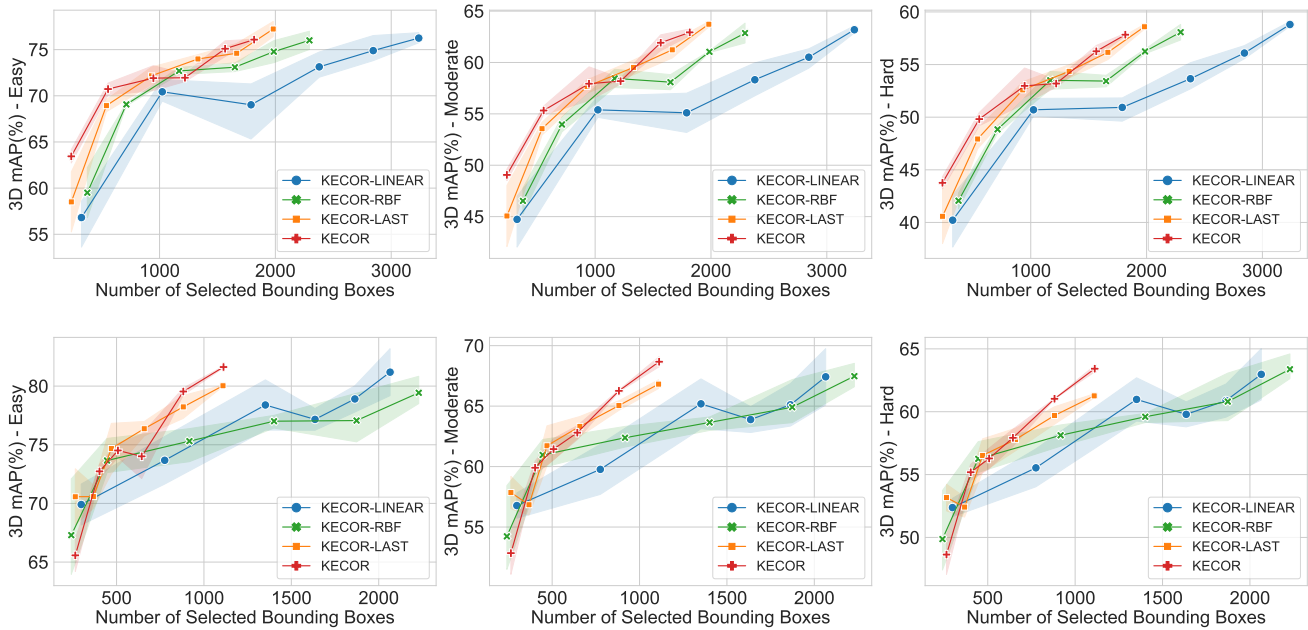 3D mAP(%) - Easy
75
70
65
60
55
1000
2000
3000
Number of Selected Bounding Boxes
KECOR-LINEAR
KECOR-RBF
KECOR-LAST
KECOR
3D mAP(%) - Moderate
65
60
55
50
45
1000
2000
3000
Number of Selected Bounding Boxes
KECOR-LINEAR
KECOR-RBF
KECOR-LAST
KECOR
3D mAP(%) - Hard
60
55
50
45
40
1000
2000
3000
Number of Selected Bounding Boxes
KECOR-LINEAR
KECOR-RBF
KECOR-LAST
KECOR
3D mAP(%) - Easy
80
75
70
65
500
1000
1500
2000
Number of Selected Bounding Boxes
KECOR-LINEAR
KECOR-RBF
KECOR-LAST
KECOR
3D mAP(%) - Moderate
70
65
60
55
500
1000
1500
2000
Number of Selected Bounding Boxes
KECOR-LINEAR
KECOR-RBF
KECOR-LAST
KECOR
3D mAP(%) - Hard
65
60
55
50
500
1000
1500
2000
Number of Selected Bounding Boxes
KECOR-LINEAR
KECOR-RBF
KECOR-LAST
KECOR